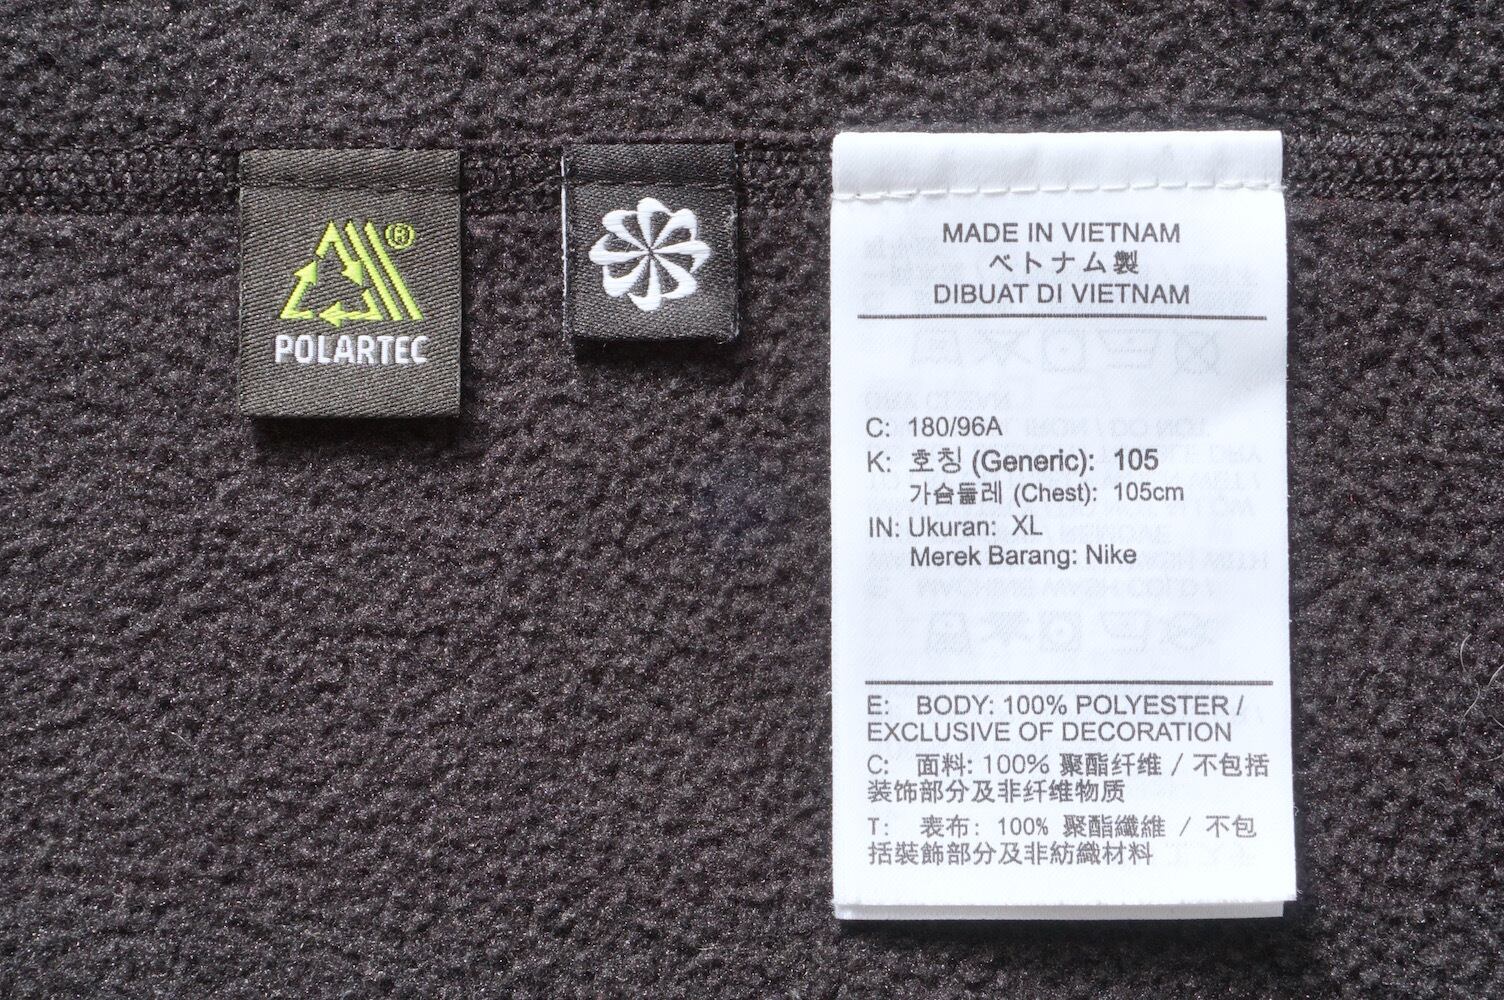 ®
POLARTEC
MADE IN VIETNAM
ベトナム製
DIBUAT DI VIETNAM
C: 180/96A
K: 호칭 (Generic): 105
가슴둘레 (Chest): 105cm
IN: Ukuran: XL
Merek Barang: Nike
E: BODY: 100% POLYESTER /
EXCLUSIVE OF DECORATION
C: 面料: 100% 聚酯纤维 / 不包括
装饰部分及非纤维物质
T: 表布: 100% 聚酯纖維 / 不包
括裝飾部分及非紡織材料